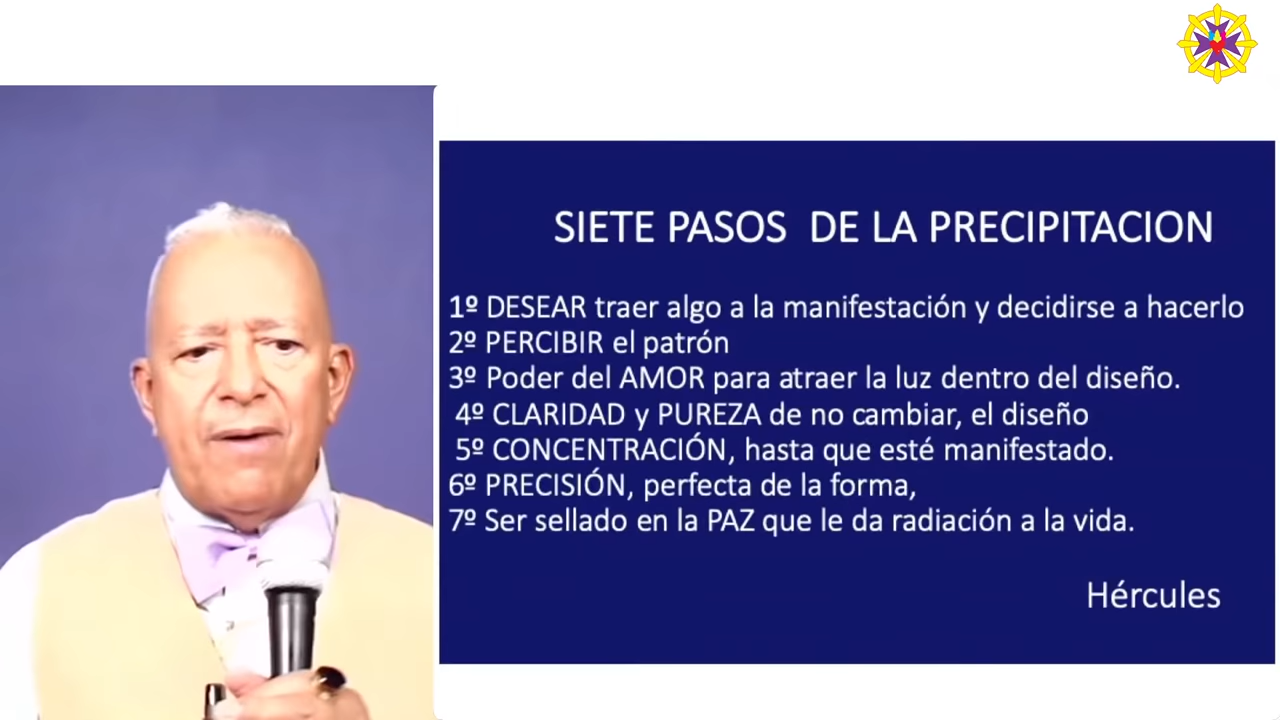 SIETE PASOS DE LA PRECIPITACION
1º DESEAR traer algo a la manifestación y decidirse a hacerlo
2º PERCIBIR el patrón
3º Poder del AMOR para atraer la luz dentro del diseño.
4º CLARIDAD y PUREZA de no cambiar, el diseño
5º CONCENTRACIÓN, hasta que esté manifestado.
6º PRECISIÓN, perfecta de la forma,
7º Ser sellado en la PAZ que le da radiación a la vida.
Hércules